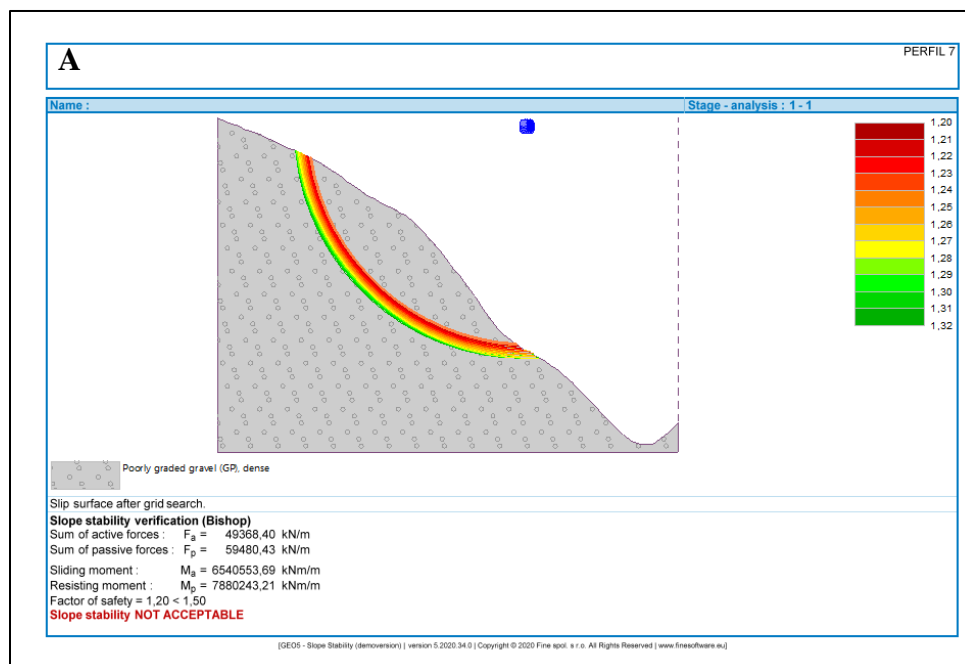 A
PERFIL 7
Name :
Stage - analysis : 1 - 1
1,20
1,21
1,22
1,23
1,24
1,25
1,26
1,27
1,28
1,29
1,30
1,31
1,32
Poorly graded gravel (GP), dense
Slip surface after grid search.
Slope stability verification (Bishop)
Sum of active forces : Fa = 49368,40 kN/m
Sum of passive forces : Fp = 59480,43 kN/m
Sliding moment : Ma = 6540553,69 kNm/m
Resisting moment : Mp = 7880243,21 kNm/m
Factor of safety = 1,20 < 1,50
Slope stability NOT ACCEPTABLE
[GEO5 - Slope Stability (demoversion) | version 5.2020.34.0 | Copyright © 2020 Fine spol. s r.o. All Rights Reserved | www.finesoftware.eu]